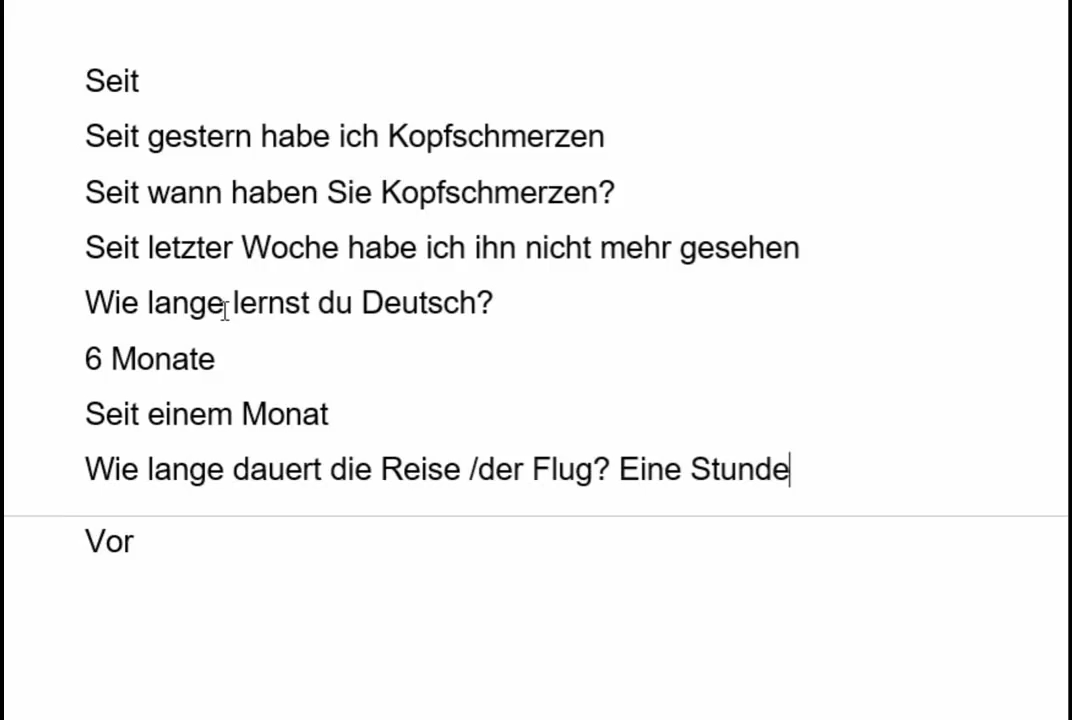 Seit
Seit gestern habe ich Kopfschmerzen
Seit wann haben Sie Kopfschmerzen?
Seit letzter Woche habe ich ihn nicht mehr gesehen
Wie lange lernst du Deutsch?
6 Monate
Seit einem Monat
Wie lange dauert die Reise /der Flug? Eine Stunde
Vor